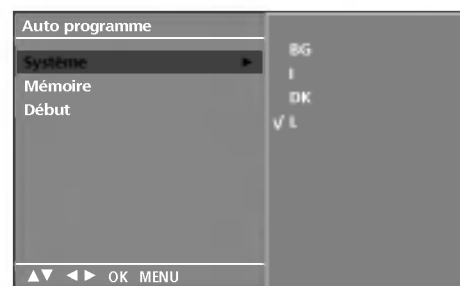 Auto programme
Système ►
Mémoire
Début
BG
I
DK
√ L
▲▼ ◄► OK MENU